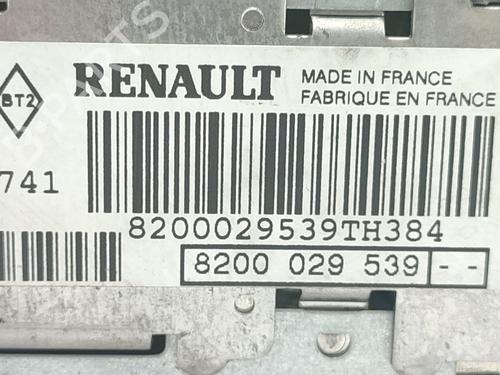 BT2
RENAULT
MADE IN FRANCE
FABRIQUE EN FRANCE
741
8200029539TH384
8200 029 539 --